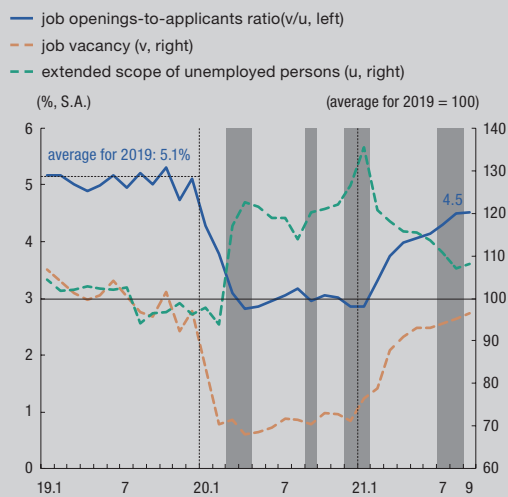 job openings-to-applicants ratio(v/u, left)
job vacancy (v, right)
extended scope of unemployed persons (u, right)
(%, S.A.) (average for 2019 = 100)
6 140
average for 2019: 5.1%
5 130
120
4.5
4 110
3 100
90
2 80
1 70
0 60
19.1 7 20.1 7 21.1 7 9